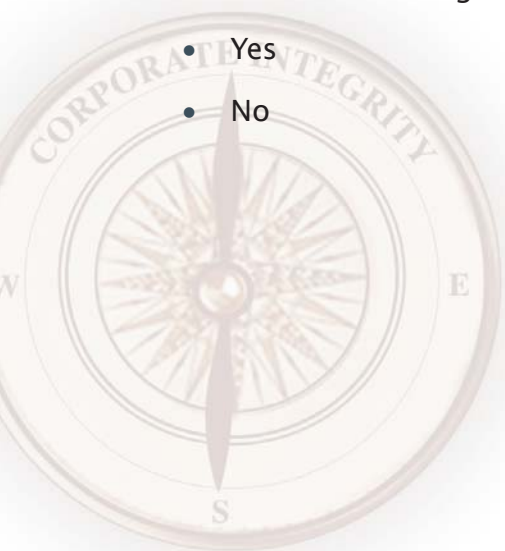 • Yes
• No
CORPORATE INTEGRITY
W
E
S